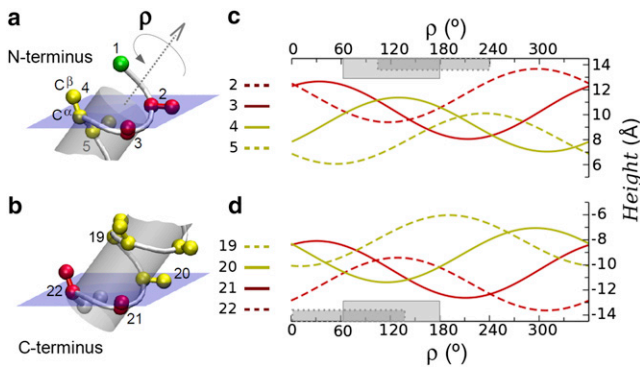 a
ρ
N-terminus
1
Cβ
4
2
Cα
5
3
b
19
20
22
21
C-terminus
c
ρ (º)
0 60 120 180 240 300
14
12
10
8
6
2
3
4
5
Height (Å)
d
-6
-8
-10
-12
-14
19
20
21
22
0 60 120 180 240 300
ρ (º)